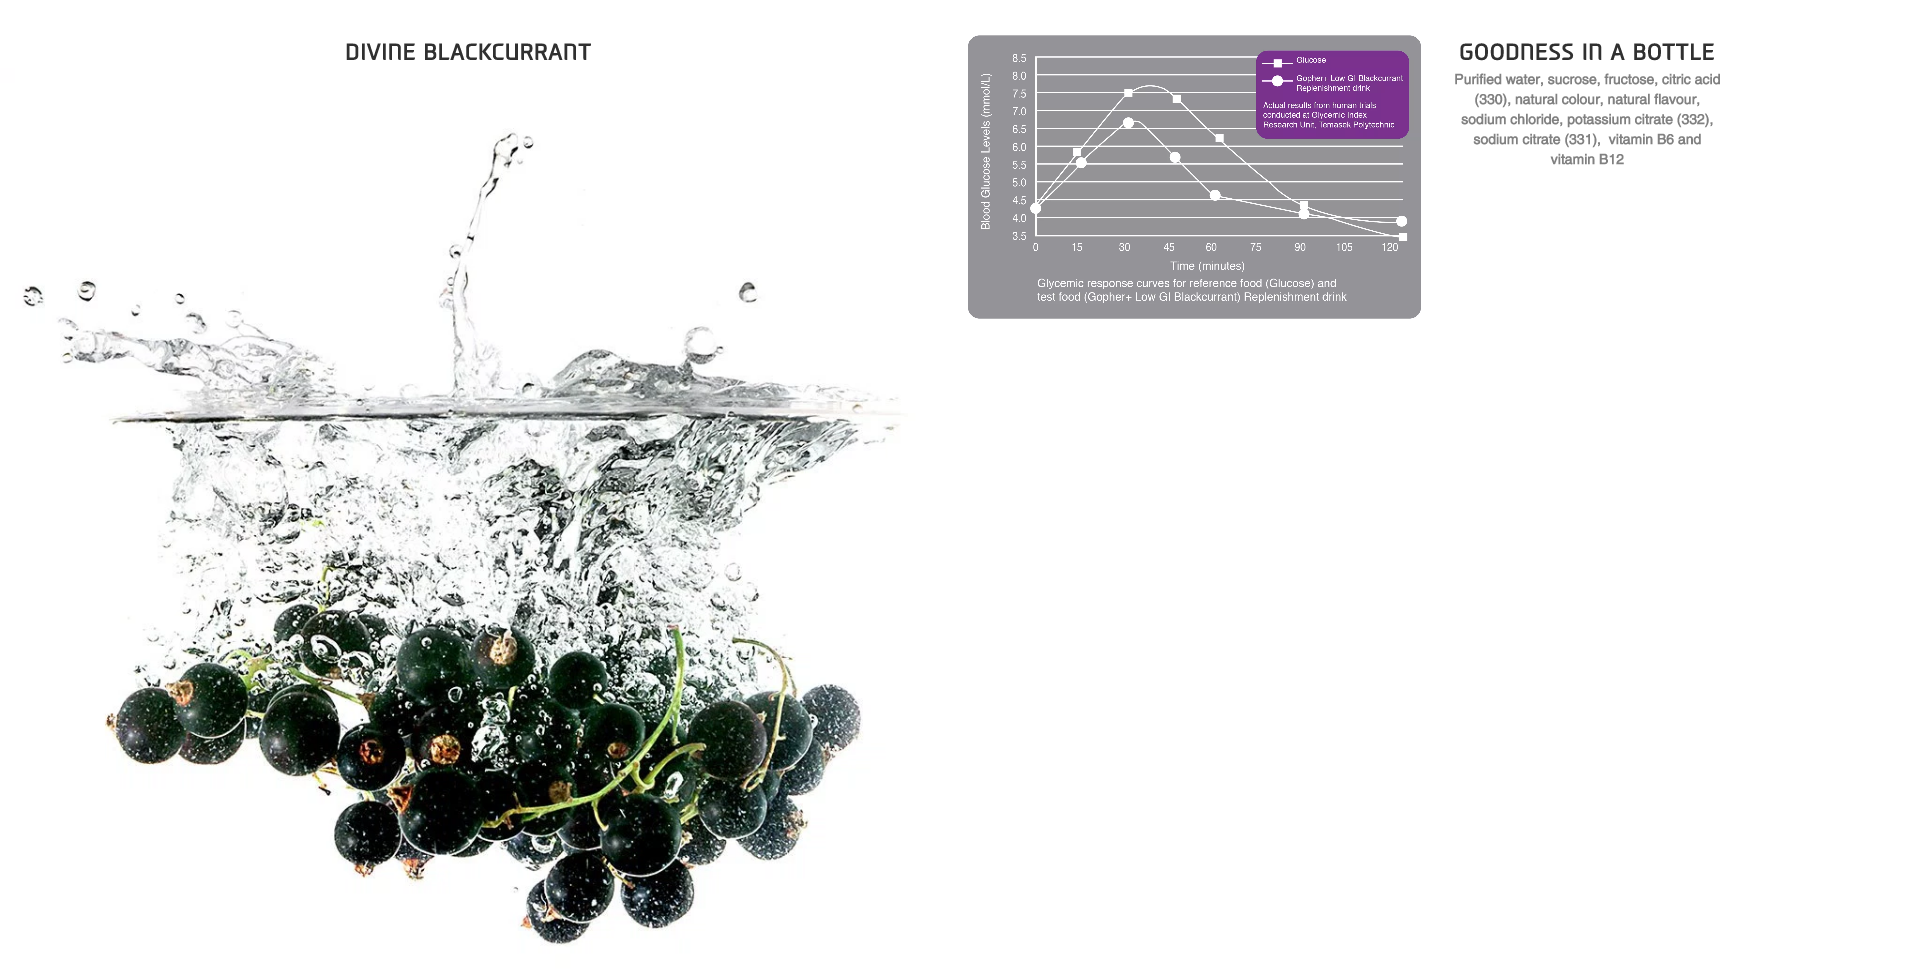 DIVINE BLACKCURRANT
8.5
8.0
7.5
7.0
6.5
6.0
5.5
5.0
4.5
4.0
3.5
Blood Glucose Levels (mmol/L)
Glucose
Gopher+ Low GI Blackcurrant
Replenishment drink
Actual results from human trials
conducted at Glycemic Index
Research Unit, Temasek Polytechnic
0 15 30 45 60 75 90 105 120
Time (minutes)
Glycemic response curves for reference food (Glucose) and
test food (Gopher+ Low GI Blackcurrant) Replenishment drink
GOODNESS IN A BOTTLE
Purified water, sucrose, fructose, citric acid
(330), natural colour, natural flavour,
sodium chloride, potassium citrate (332),
sodium citrate (331), vitamin B6 and
vitamin B12